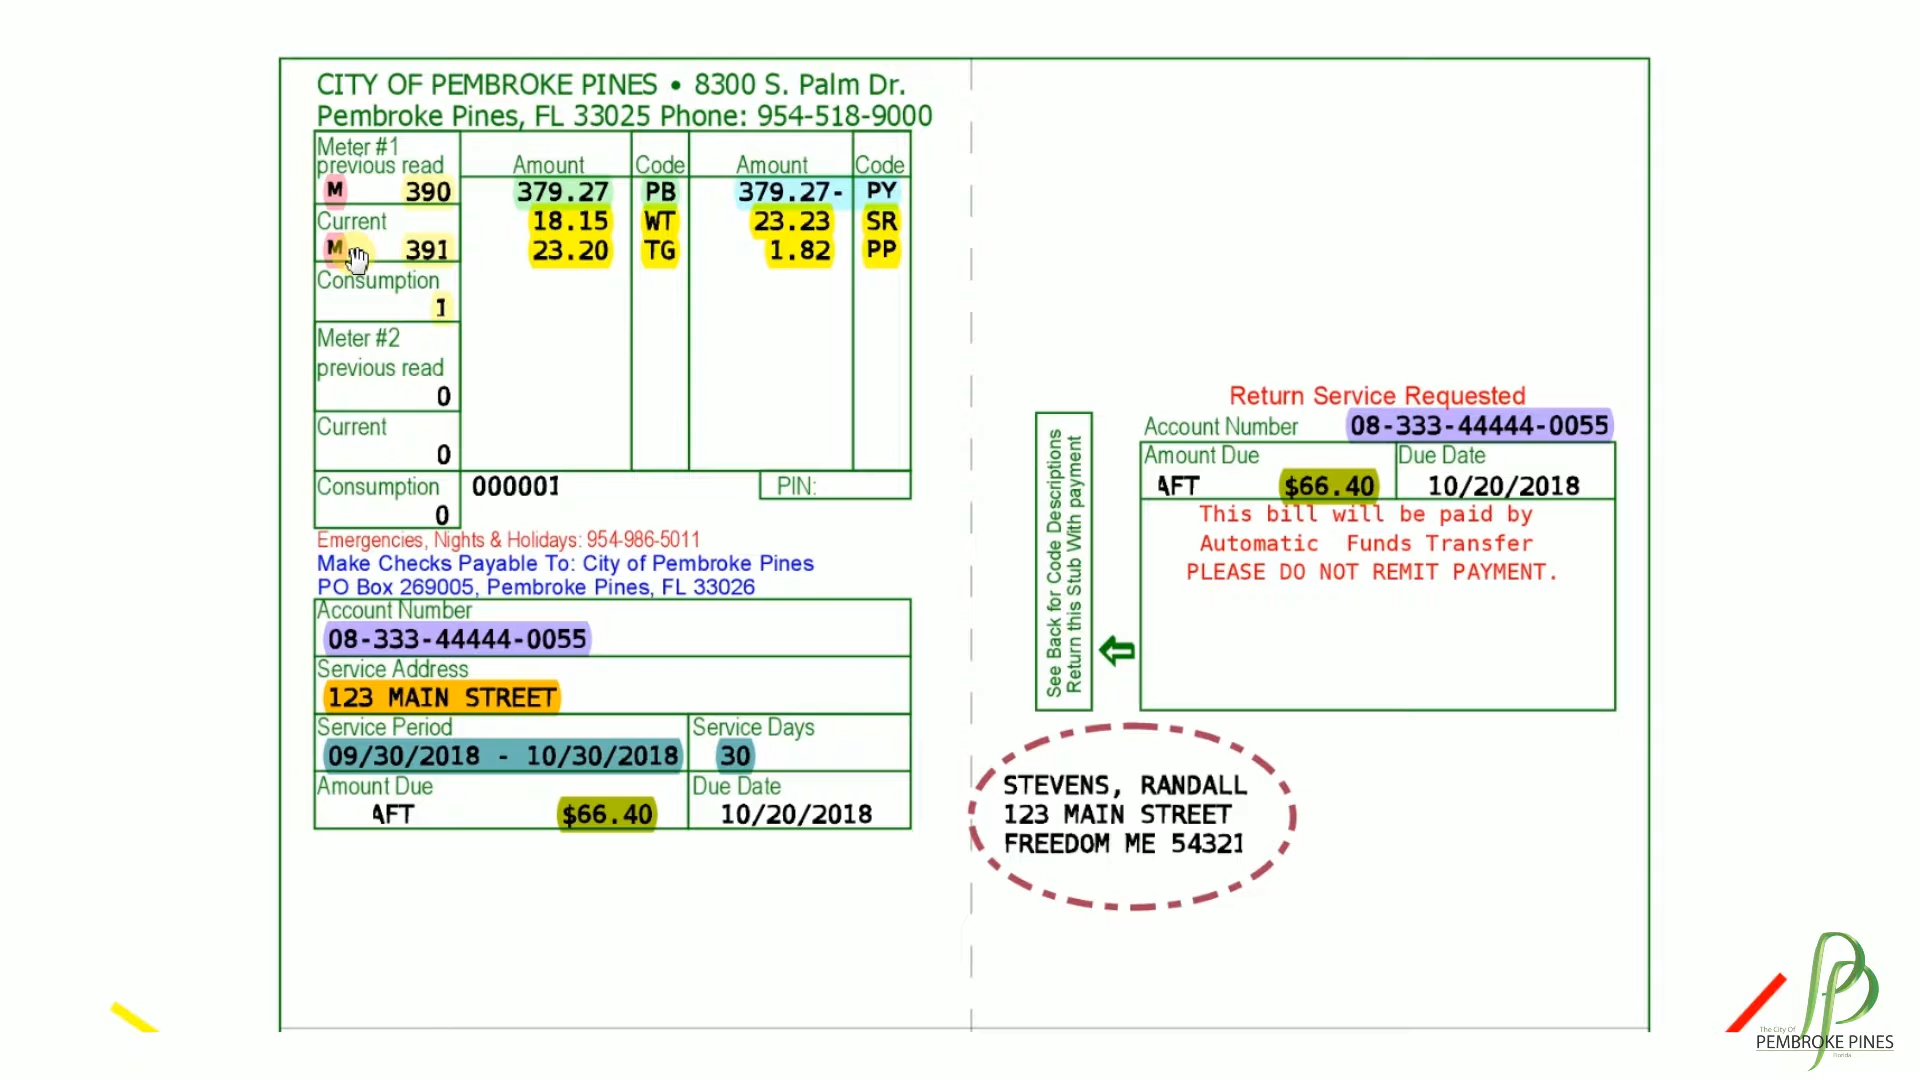 CITY OF PEMBROKE PINES • 8300 S. Palm Dr.
Pembroke Pines, FL 33025 Phone: 954-518-9000
Meter #1
previous read Amount Code Amount Code
M 390 379.27 PB 379.27- PY
Current 18.15 WT 23.23 SR
M 391 23.20 TG 1.82 PP
Consumption
1
Meter #2
previous read
0
Current
0
Consumption 000001 PIN:
0
Emergencies, Nights & Holidays: 954-986-5011
Make Checks Payable To: City of Pembroke Pines
PO Box 269005, Pembroke Pines, FL 33026
Account Number
08-333-44444-0055
Service Address
123 MAIN STREET
Service Period Service Days
09/30/2018 - 10/30/2018 30
Amount Due Due Date
AFT $66.40 10/20/2018
See Back for Code Descriptions
Return this Stub With payment
Return Service Requested
Account Number 08-333-44444-0055
Amount Due Due Date
AFT $66.40 10/20/2018
This bill will be paid by
Automatic Funds Transfer
PLEASE DO NOT REMIT PAYMENT.
STEVENS, RANDALL
123 MAIN STREET
FREEDOM ME 54321
The City Of
PEMBROKE PINES
Florida